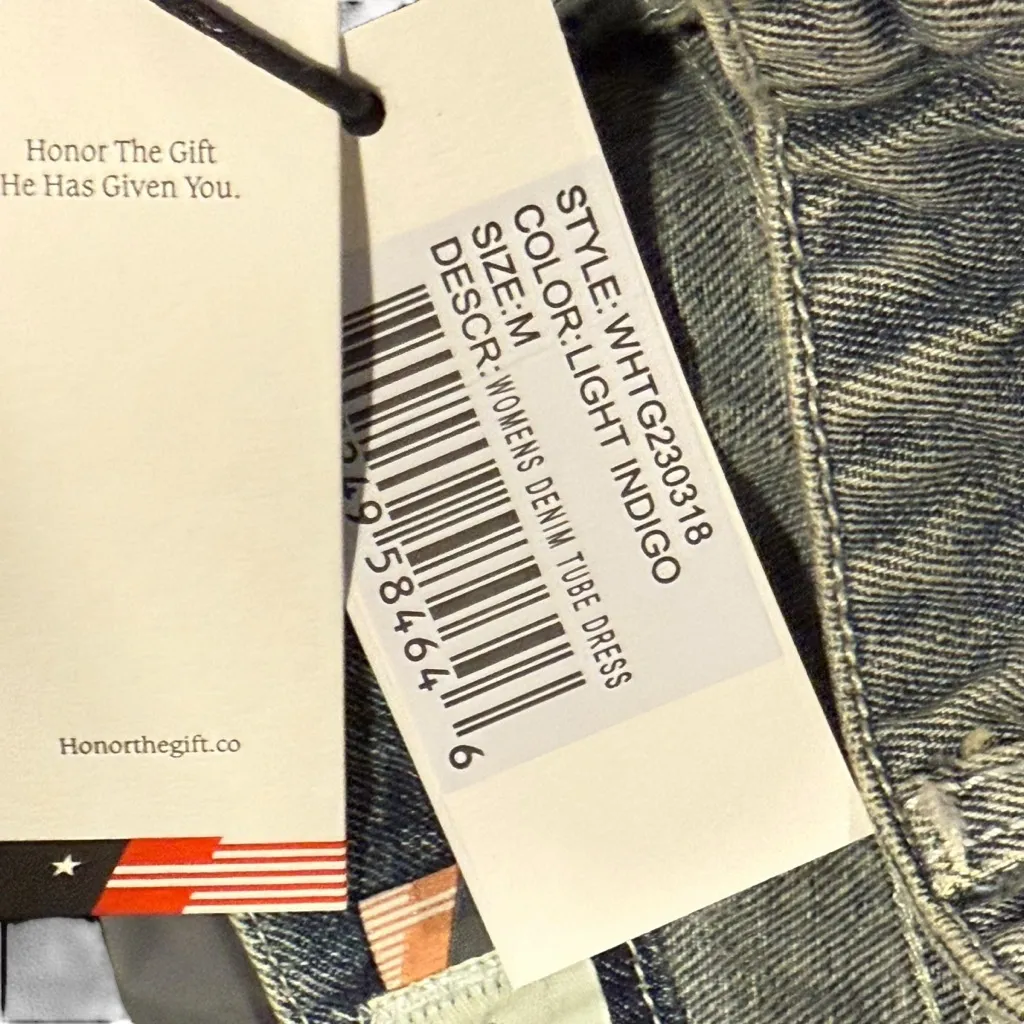 Honor The Gift
He Has Given You.
Honorthegift.co
STYLE: WHTG230318
COLOR: LIGHT INDIGO
SIZE: M
DESCR: WOMENS DENIM TUBE DRESS
958464 6